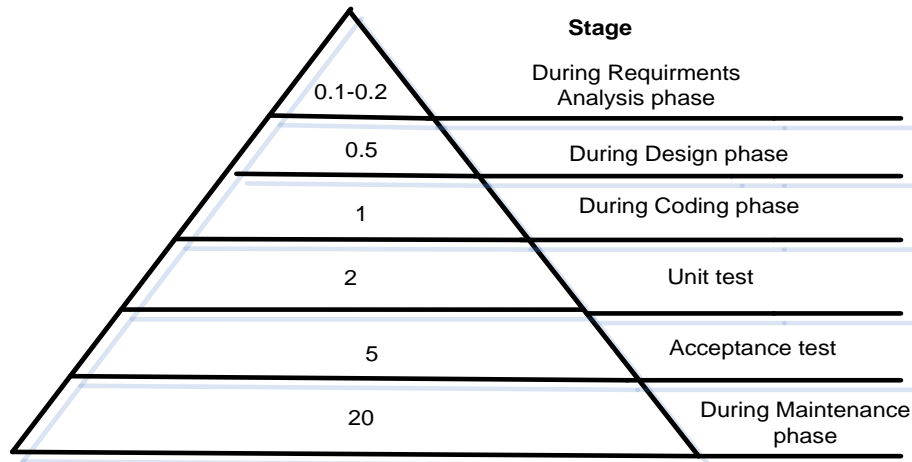 Stage
0.1-0.2
During Requirments
Analysis phase
0.5
During Design phase
1
During Coding phase
2
Unit test
5
Acceptance test
20
During Maintenance
phase